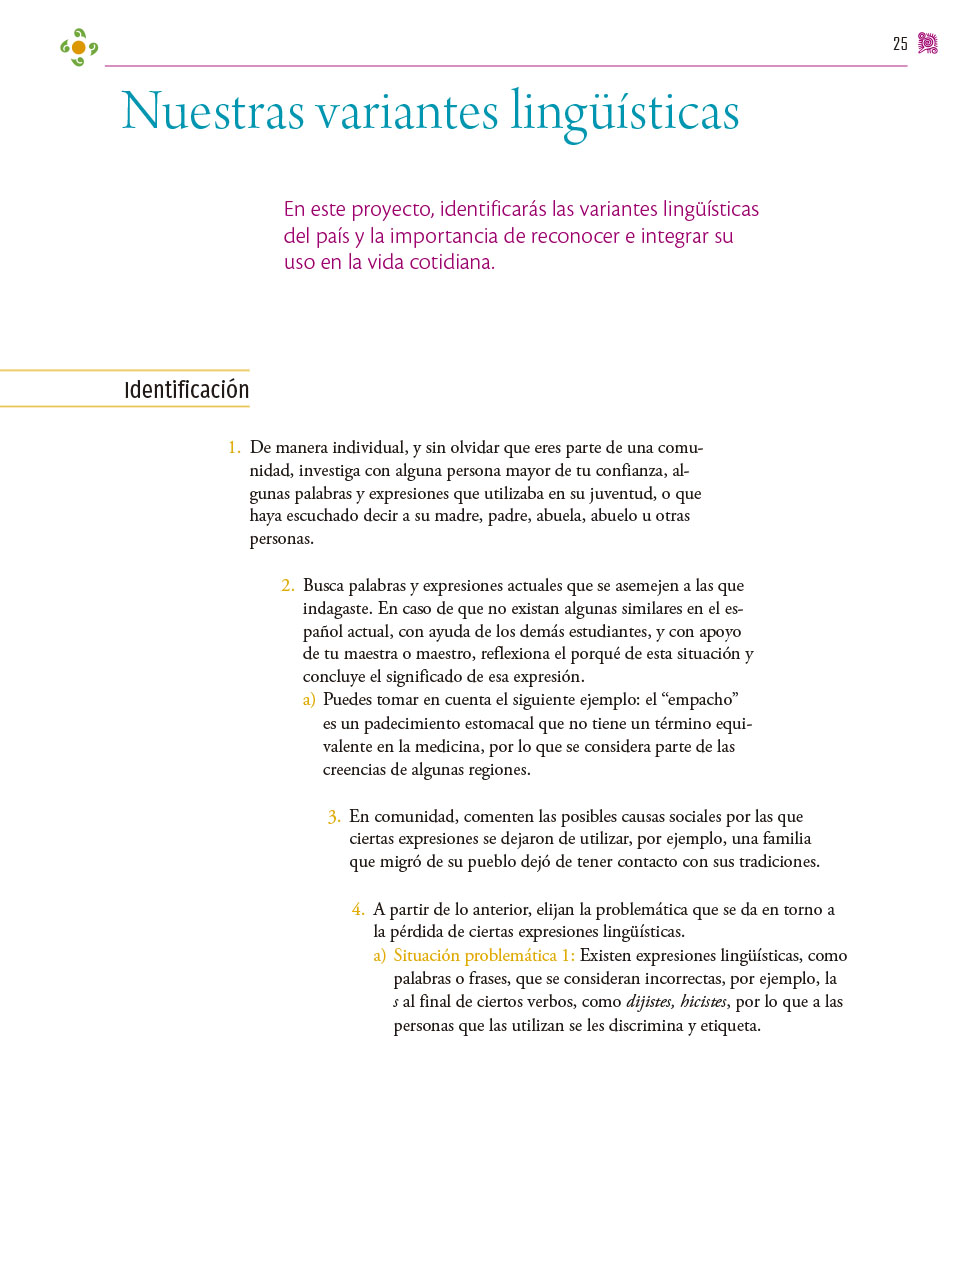 25
Nuestras variantes lingüísticas
En este proyecto, identificarás las variantes lingüísticas
del país y la importancia de reconocer e integrar su
uso en la vida cotidiana.
Identificación
1. De manera individual, y sin olvidar que eres parte de una comu-
nidad, investiga con alguna persona mayor de tu confianza, al-
gunas palabras y expresiones que utilizaba en su juventud, o que
haya escuchado decir a su madre, padre, abuela, abuelo u otras
personas.
2. Busca palabras y expresiones actuales que se asemejen a las que
indagaste. En caso de que no existan algunas similares en el es-
pañol actual, con ayuda de los demás estudiantes, y con apoyo
de tu maestra o maestro, reflexiona el porqué de esta situación y
concluye el significado de esa expresión.
a) Puedes tomar en cuenta el siguiente ejemplo: el “empacho”
es un padecimiento estomacal que no tiene un término equi-
valente en la medicina, por lo que se considera parte de las
creencias de algunas regiones.
3. En comunidad, comenten las posibles causas sociales por las que
ciertas expresiones se dejaron de utilizar, por ejemplo, una familia
que migró de su pueblo dejó de tener contacto con sus tradiciones.
4. A partir de lo anterior, elijan la problemática que se da en torno a
la pérdida de ciertas expresiones lingüísticas.
a) Situación problemática 1: Existen expresiones lingüísticas, como
palabras o frases, que se consideran incorrectas, por ejemplo, la
s al final de ciertos verbos, como dijistes, hicistes, por lo que a las
personas que las utilizan se les discrimina y etiqueta.